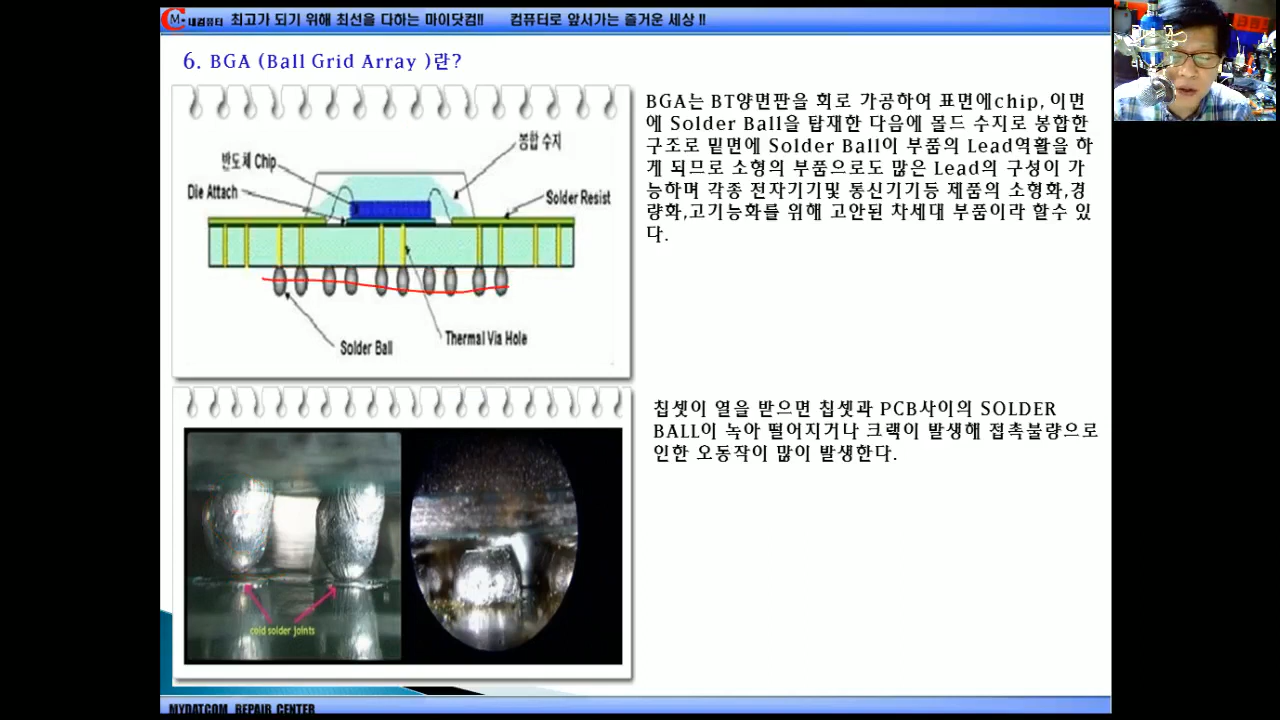 내컴퓨터 최고가 되기 위해 최선을 다하는 마이닷컴!! 컴퓨터로 앞서가는 즐거운 세상 !!
6. BGA (Ball Grid Array )란?
봉합 수지
반도체 Chip
Die Attach
Solder Resist
Thermal Via Hole
Solder Ball
BGA는 BT양면판을 회로 가공하여 표면에chip, 이면
에 Solder Ball을 탑재한 다음에 몰드 수지로 봉합한
구조로 밑면에 Solder Ball이 부품의 Lead역활을 하
게 되므로 소형의 부품으로도 많은 Lead의 구성이 가
능하며 각종 전자기기및 통신기기등 제품의 소형화,경
량화,고기능화를 위해 고안된 차세대 부품이라 할수 있
다.
칩셋이 열을 받으면 칩셋과 PCB사이의 SOLDER
BALL이 녹아 떨어지거나 크랙이 발생해 접촉불량으로
인한 오동작이 많이 발생한다.
cold solder joints
MYDATCOM REPAIR CENTER